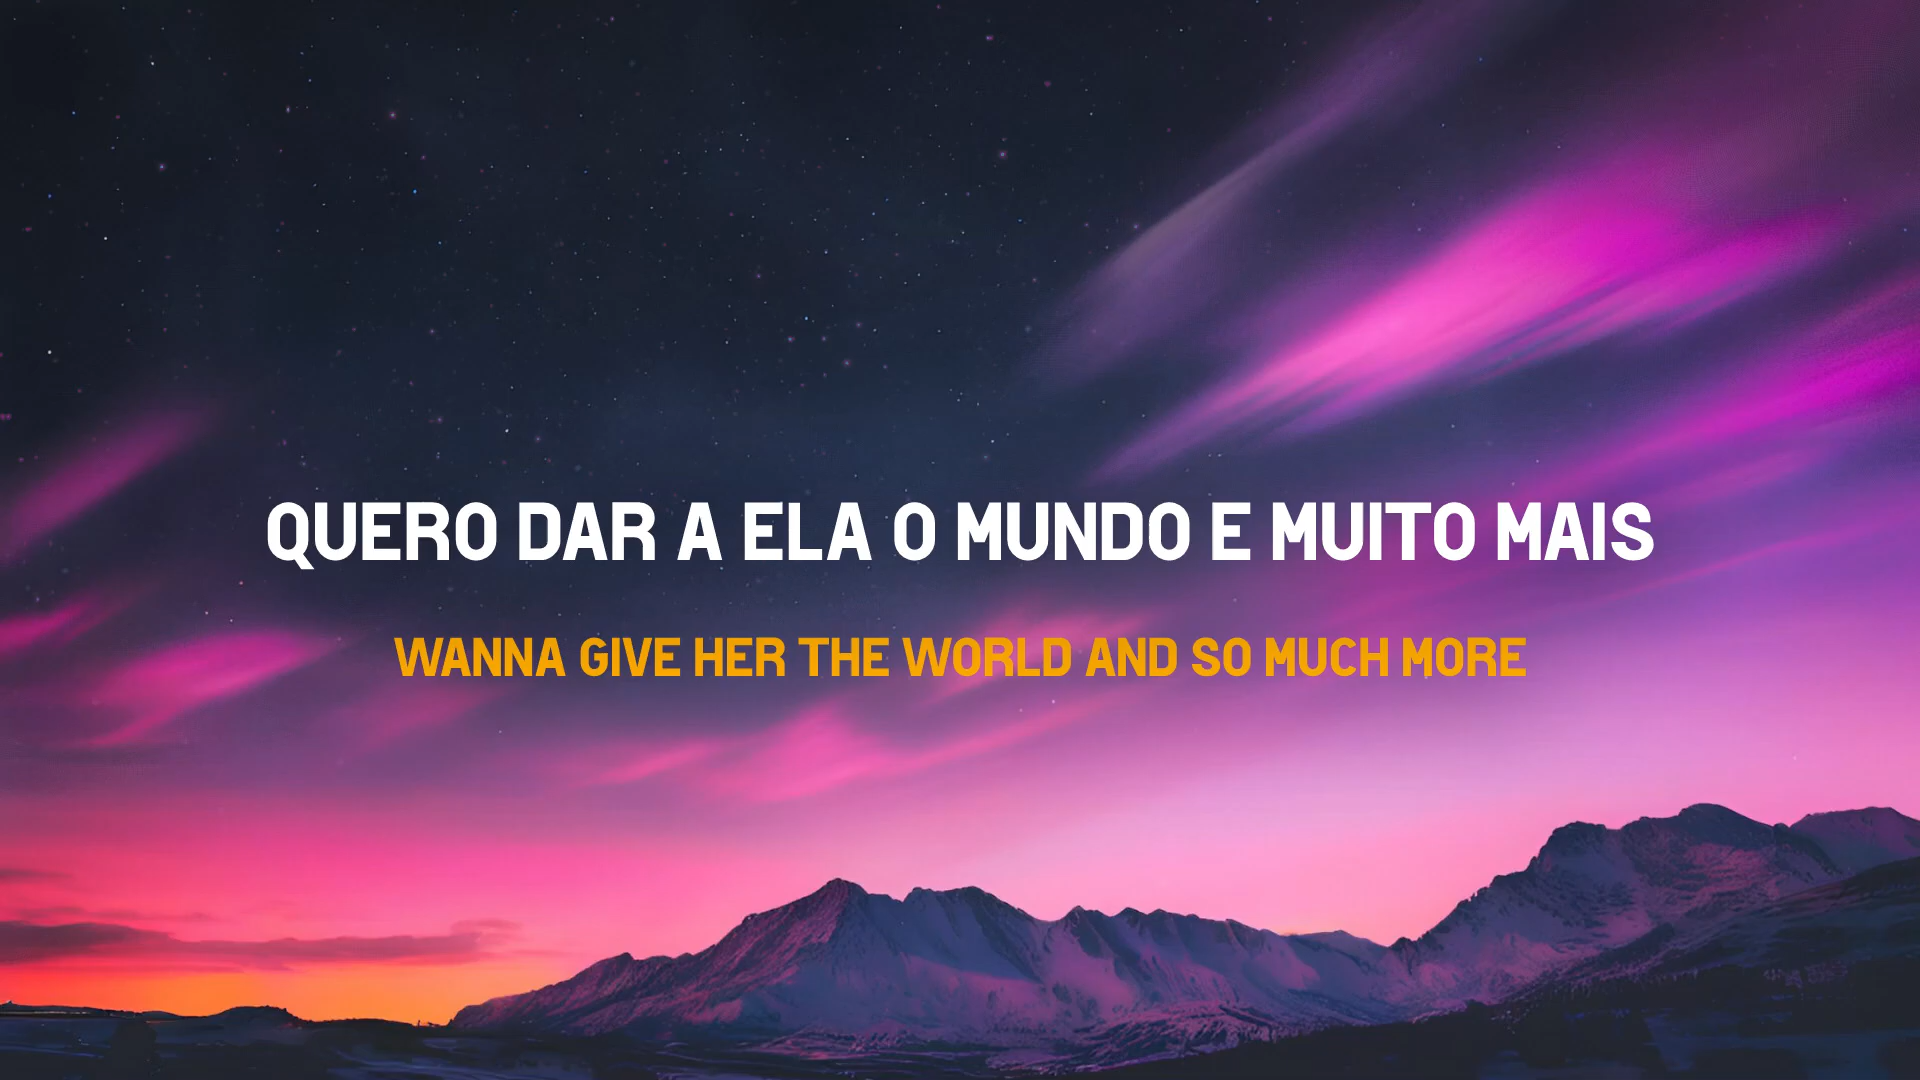 QUERO DAR A ELA O MUNDO E MUITO MAIS
WANNA GIVE HER THE WORLD AND SO MUCH MORE